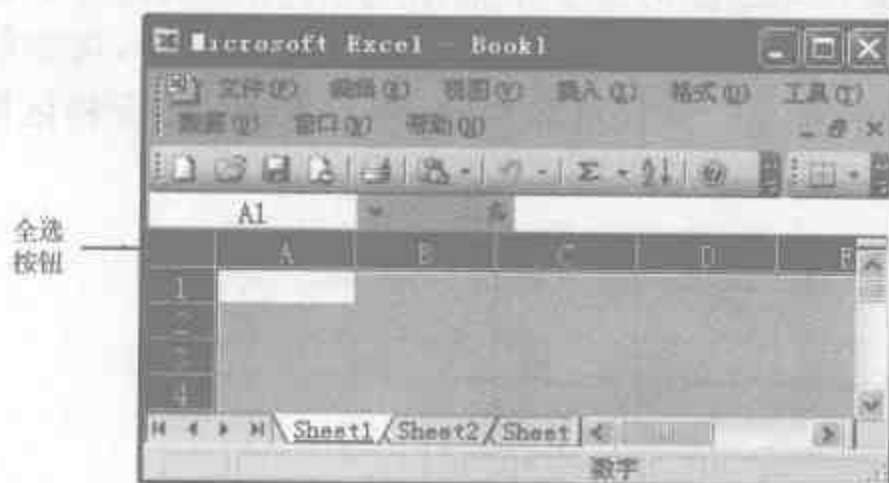 Microsoft Excel - Book1
文件(F) 编辑(E) 视图(V) 插入(I) 格式(O) 工具(T)
数据(D) 窗口(W) 帮助(H)
A1
全选
按钮
A B C D E
1
2
3
4
Sheet1 Sheet2 Sheet
数字